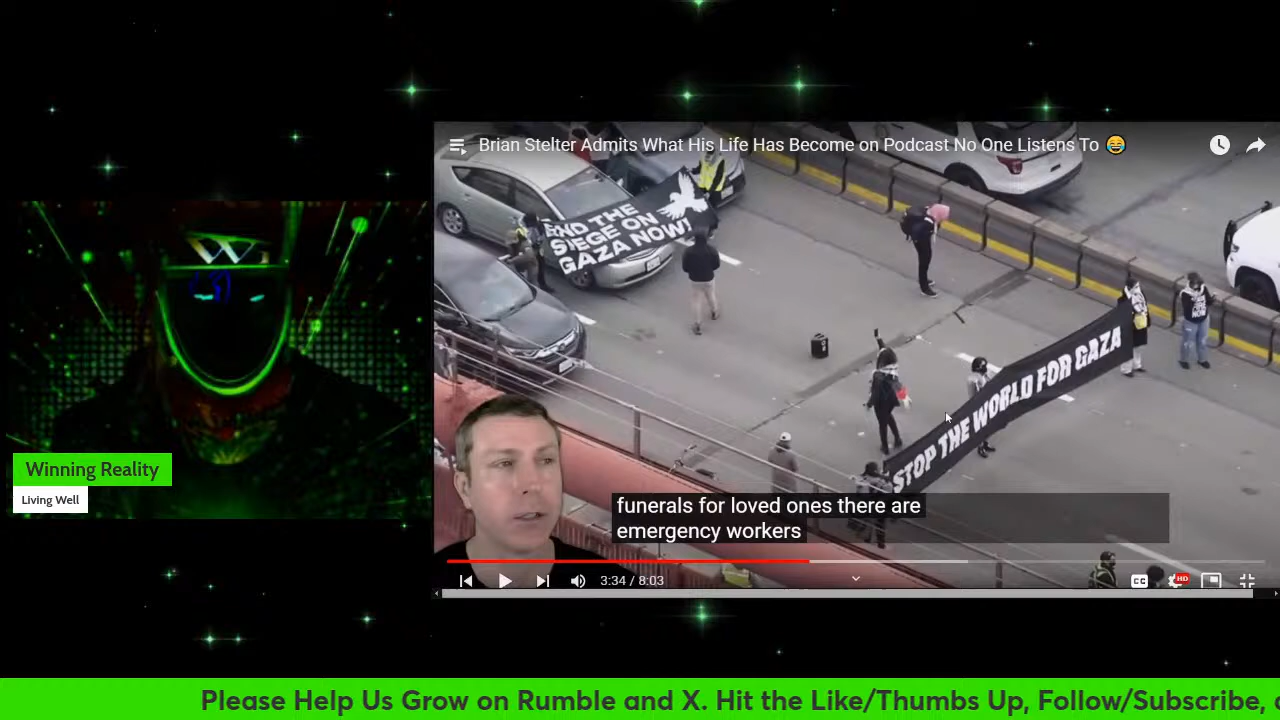 Brian Stelter Admits What His Life Has Become on Podcast No One Listens To 😂
END THE
SIEGE ON
GAZA NOW!
STOP THE WORLD FOR GAZA
W
Winning Reality
Living Well
funerals for loved ones there are
emergency workers
3:34 / 8:03
CC
HD
Please Help Us Grow on Rumble and X. Hit the Like/Thumbs Up, Follow/Subscribe,